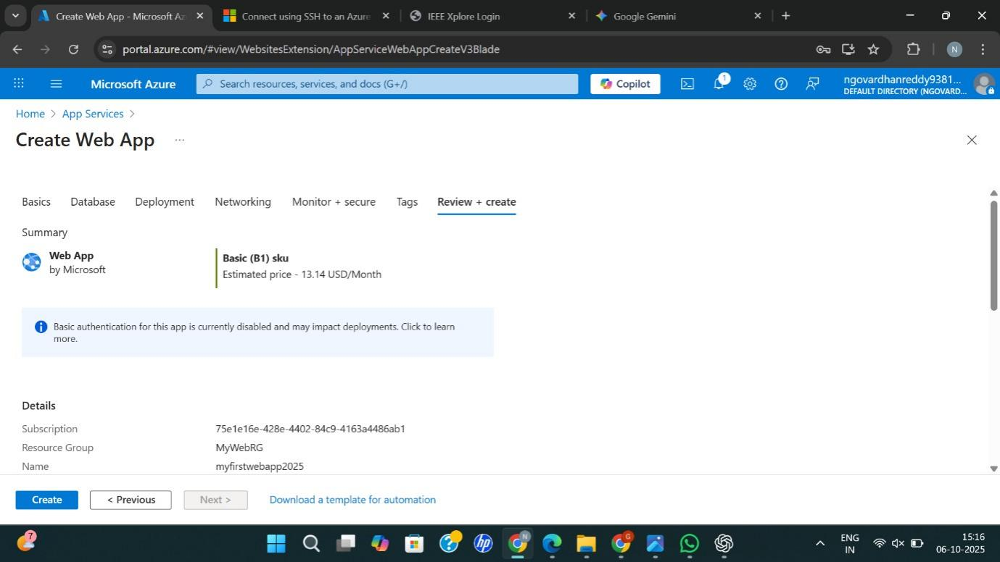 Create Web App - Microsoft Az
Connect using SSH to an Azure
IEEE Xplore Login
Google Gemini
portal.azure.com/#view/WebsitesExtension/AppServiceWebAppCreateV3Blade
N
Microsoft Azure
Search resources, services, and docs (G+/)
Copilot
1
ngovardhanreddy9381...
DEFAULT DIRECTORY (NGOVARD...
Home > App Services >
Create Web App ...
Basics Database Deployment Networking Monitor + secure Tags Review + create
Summary
Web App
by Microsoft
Basic (B1) sku
Estimated price - 13.14 USD/Month
Basic authentication for this app is currently disabled and may impact deployments. Click to learn
more.
Details
Subscription 75e1e16e-428e-4402-84c9-4163a4486ab1
Resource Group MyWebRG
Name myfirstwebapp2025
Create < Previous Next > Download a template for automation
7
hp
N
G
ENG
IN
15:16
06-10-2025